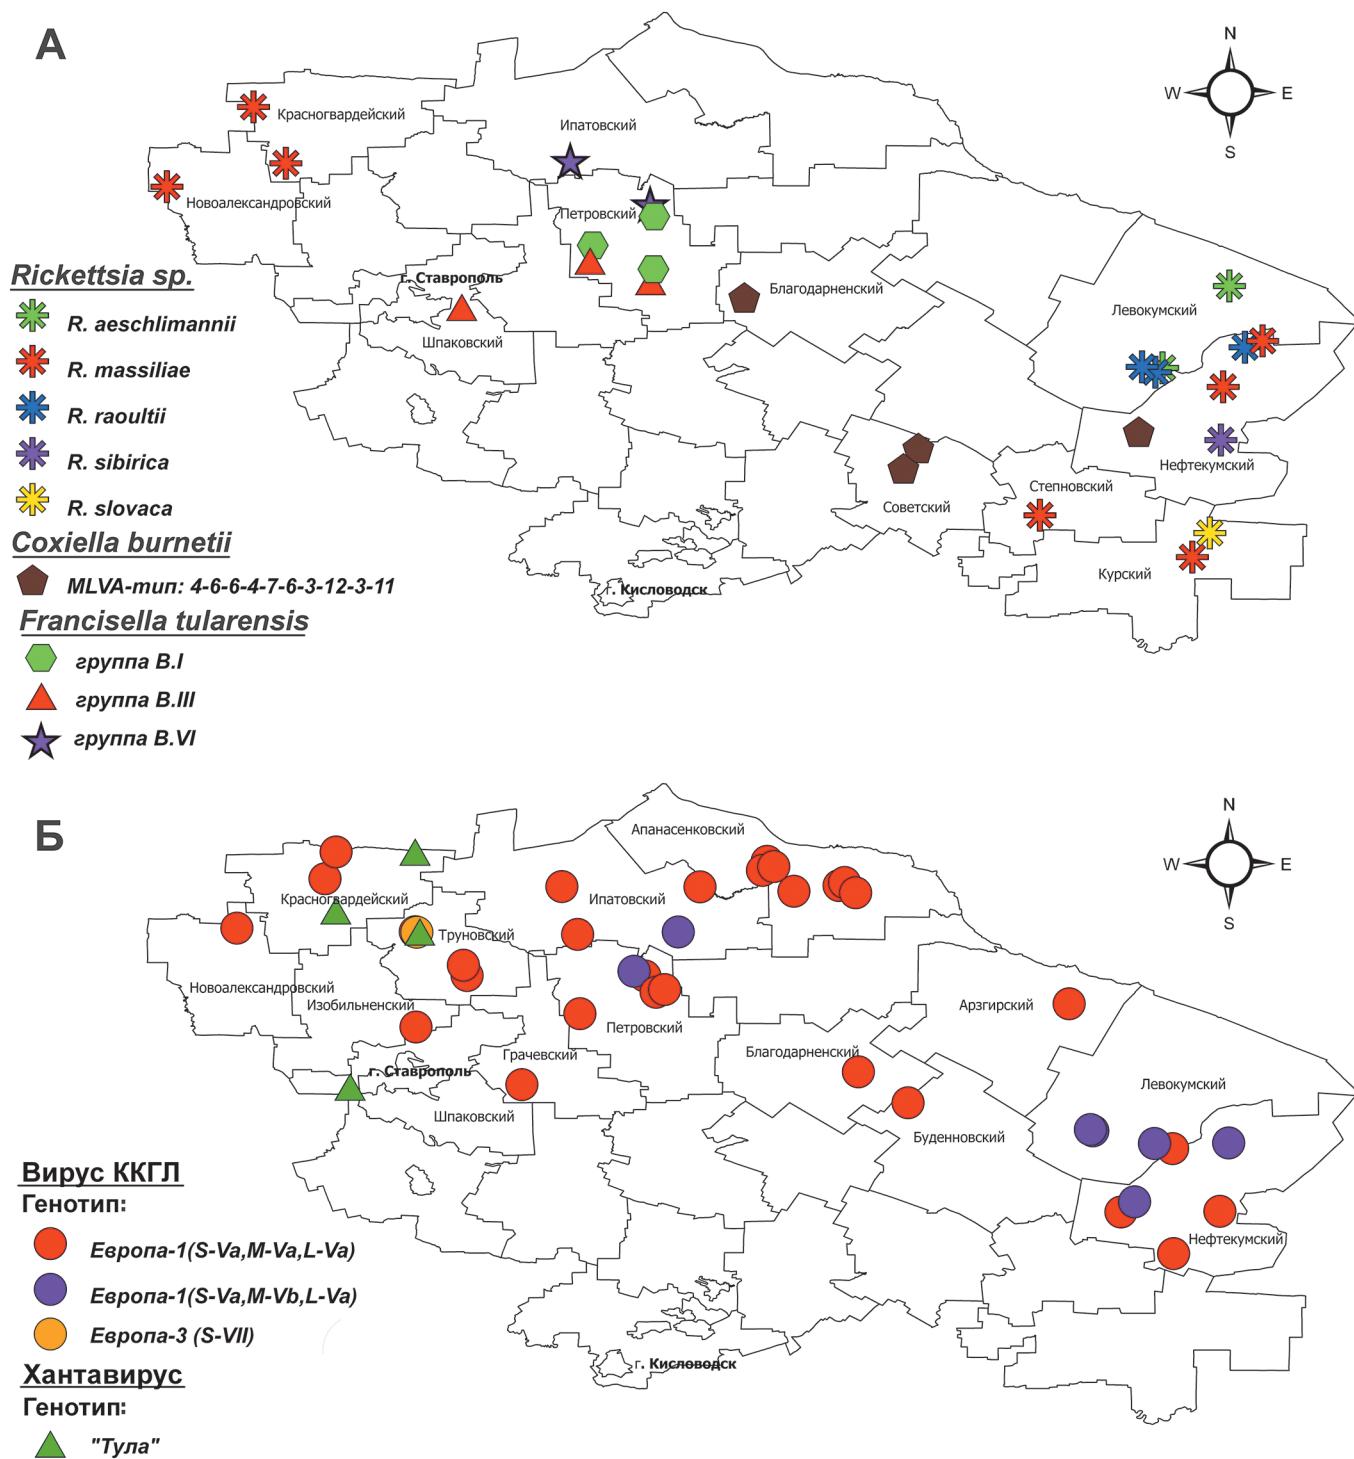 А
N
W
E
S
Красногвардейский
Ипатовский
Новоалександровский
Петровский
г. Ставрополь
Благодарненский
Левокумский
Шпаковский
Нефтекумский
Степновский
Советский
Курский
г. Кисловодск
Rickettsia sp.
R. aeschlimannii
R. massiliae
R. raoultii
R. sibirica
R. slovaca
Coxiella burnetii
MLVA-тип: 4-6-6-4-7-6-3-12-3-11
Francisella tularensis
группа B.I
группа B.III
группа B.VI
Б
N
W
E
S
Апанасенковский
Красногвардейский
Ипатовский
Труновский
Новоалександровский
Изобильненский
Арзгирский
Петровский
Грачевский
Благодарненский
г. Ставрополь
Левокумский
Шпаковский
Буденновский
Нефтекумский
г. Кисловодск
Вирус ККГЛ
Генотип:
Европа-1(S-Va,M-Va,L-Va)
Европа-1(S-Va,M-Vb,L-Va)
Европа-3 (S-VII)
Хантавирус
Генотип:
"Тула"